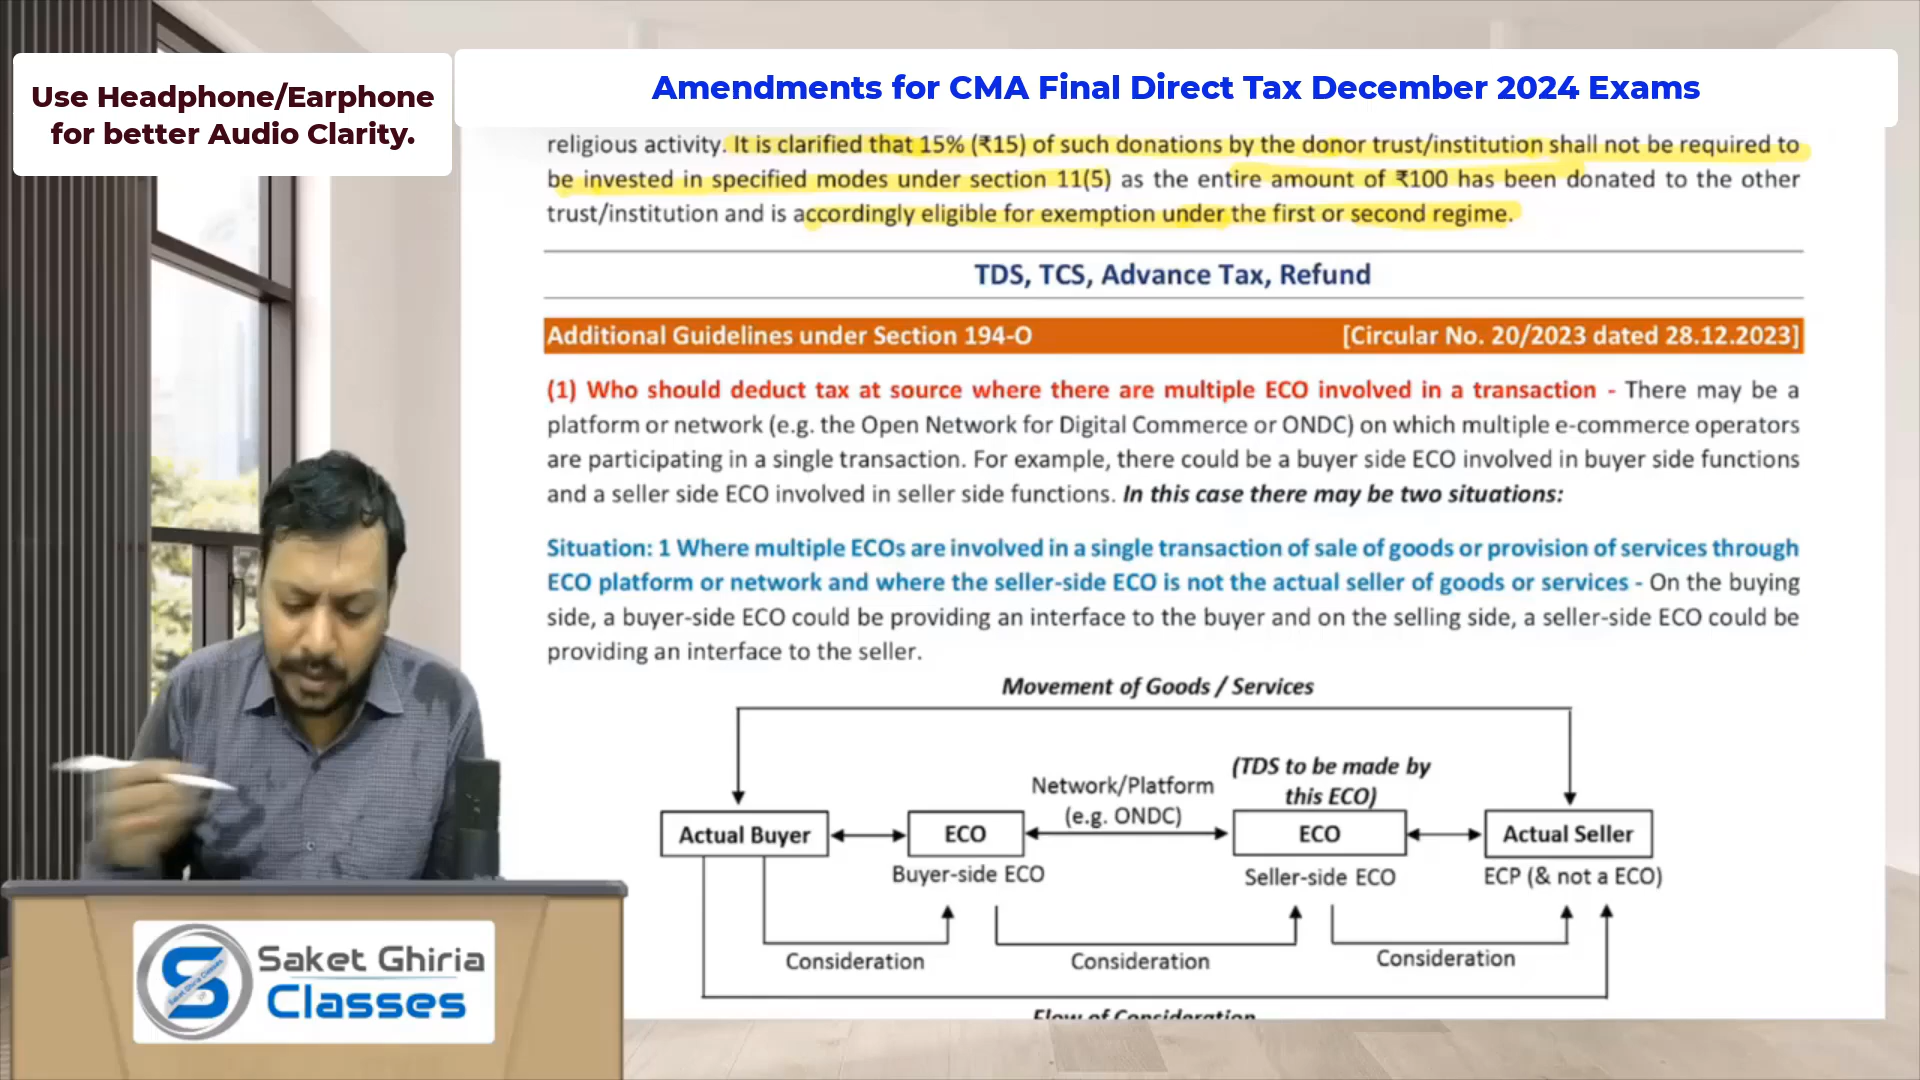 Use Headphone/Earphone
for better Audio Clarity.
Amendments for CMA Final Direct Tax December 2024 Exams
religious activity. It is clarified that 15% (₹15) of such donations by the donor trust/institution shall not be required to
be invested in specified modes under section 11(5) as the entire amount of ₹100 has been donated to the other
trust/institution and is accordingly eligible for exemption under the first or second regime.
TDS, TCS, Advance Tax, Refund
Additional Guidelines under Section 194-O [Circular No. 20/2023 dated 28.12.2023]
(1) Who should deduct tax at source where there are multiple ECO involved in a transaction - There may be a
platform or network (e.g. the Open Network for Digital Commerce or ONDC) on which multiple e-commerce operators
are participating in a single transaction. For example, there could be a buyer side ECO involved in buyer side functions
and a seller side ECO involved in seller side functions. In this case there may be two situations:
Situation: 1 Where multiple ECOs are involved in a single transaction of sale of goods or provision of services through
ECO platform or network and where the seller-side ECO is not the actual seller of goods or services - On the buying
side, a buyer-side ECO could be providing an interface to the buyer and on the selling side, a seller-side ECO could be
providing an interface to the seller.
Movement of Goods / Services
(TDS to be made by
this ECO)
Network/Platform
(e.g. ONDC)
Actual Buyer
ECO
ECO
Actual Seller
Buyer-side ECO
Seller-side ECO
ECP (& not a ECO)
Consideration
Consideration
Consideration
Flow of Consideration
Saket Ghiria
Classes